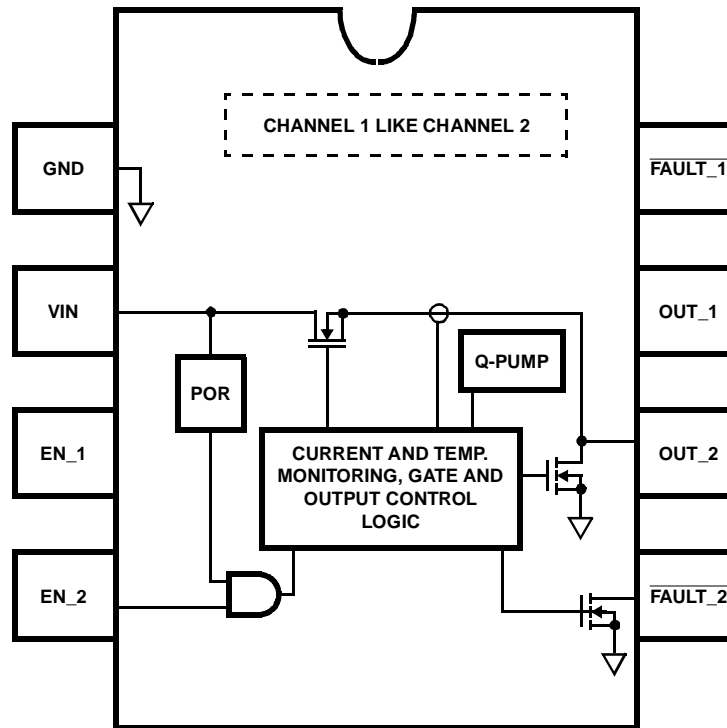 CHANNEL 1 LIKE CHANNEL 2
GND
FAULT_1
VIN
OUT_1
Q-PUMP
POR
EN_1
CURRENT AND TEMP.
MONITORING, GATE AND
OUTPUT CONTROL
LOGIC
OUT_2
EN_2
FAULT_2